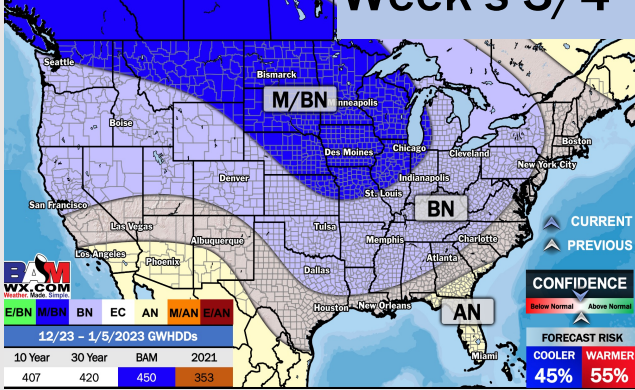 Week's 3/4
Seattle
Bismarck
M/BN
Minneapolis
Boise
Des Moines
Chicago
Cleveland
Boston
New York City
Denver
Indianapolis
St. Louis
San Francisco
BN
CURRENT
Las Vegas
Tulsa
Memphis
Charlotte
PREVIOUS
Albuquerque
Los Angeles
Phoenix
Atlanta
Dallas
BAM
WX.COM
Weather. Made. Simple.
CONFIDENCE
Below Normal Above Normal
Houston New Orleans
AN
E/BN M/BN BN EC AN M/AN E/AN
12/23 – 1/5/2023 GWHDDs
FORECAST RISK
10 Year 30 Year BAM 2021
Miami
COOLER WARMER
407 420 450 353
45% 55%